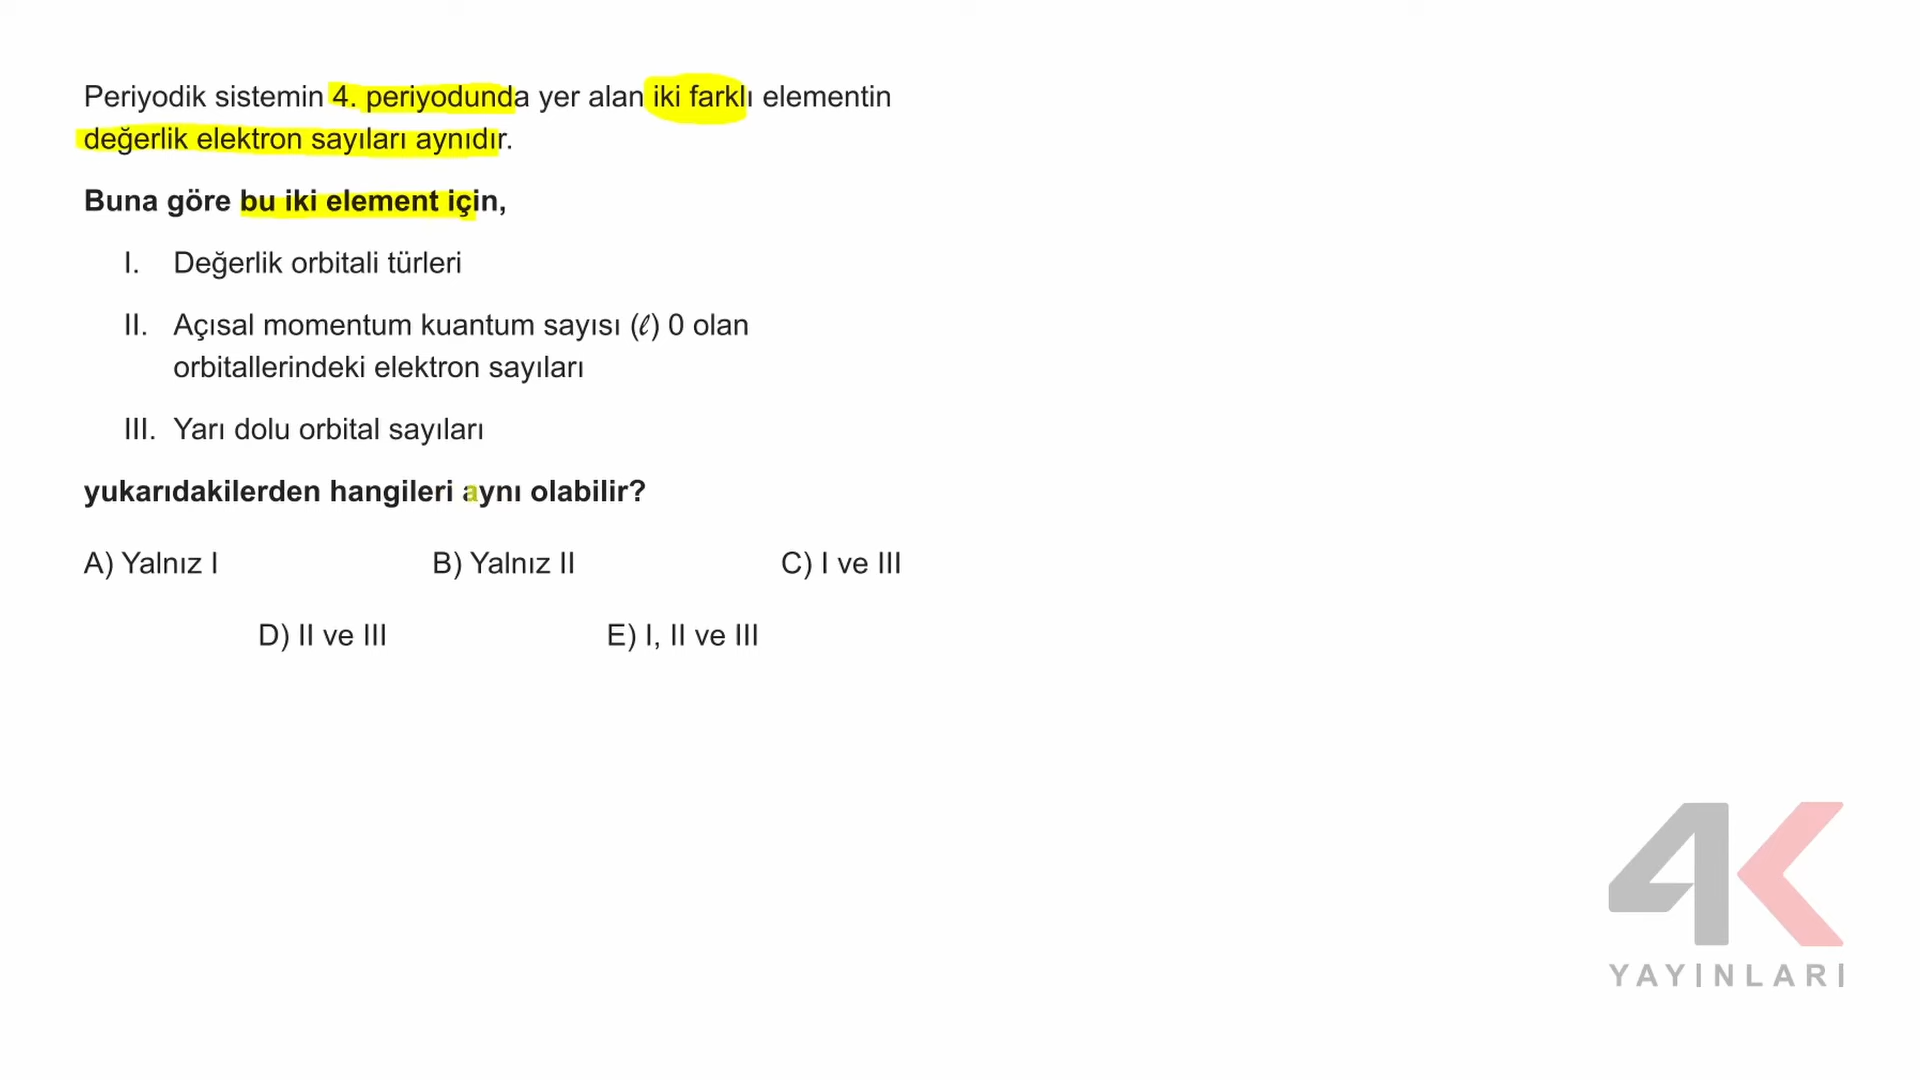 Periyodik sistemin 4. periyodunda yer alan iki farklı elementin
değerlik elektron sayıları aynıdır.
Buna göre bu iki element için,
I. Değerlik orbitali türleri
II. Açısal momentum kuantum sayısı (ℓ) 0 olan
orbitallerindeki elektron sayıları
III. Yarı dolu orbital sayıları
yukarıdakilerden hangileri aynı olabilir?
A) Yalnız I B) Yalnız II C) I ve III
D) II ve III E) I, II ve III
4K
YAYINLARI